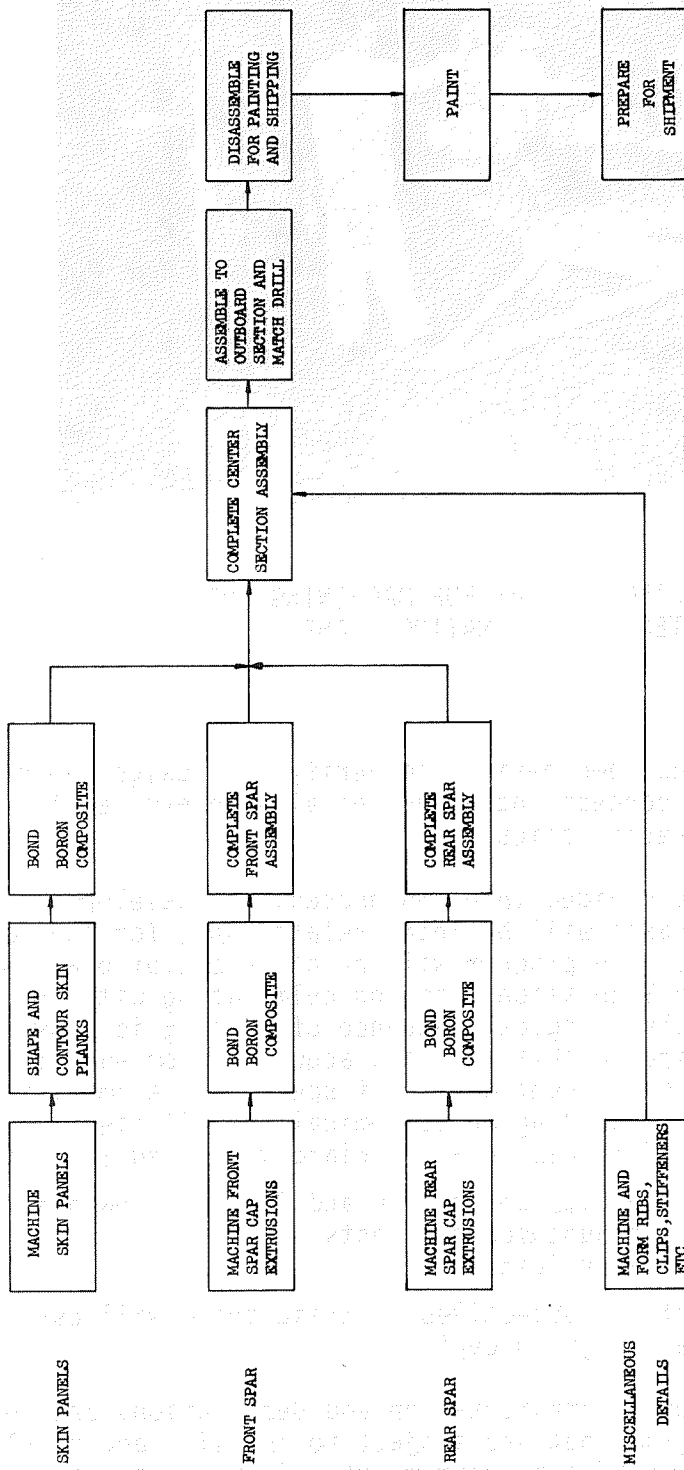 SKIN PANELS
MACHINE
SKIN PANELS
SHAPE AND
CONTOUR SKIN
PLANKS
BOND
BORON
COMPOSITE
FRONT SPAR
MACHINE FRONT
SPAR CAP
EXTRUSIONS
BOND
BORON
COMPOSITE
COMPLETE
FRONT SPAR
ASSEMBLY
COMPLETE CENTER
SECTION ASSEMBLY
ASSEMBLE TO
OUTBOARD
SECTION AND
MATCH DRILL
DISASSEMBLE
FOR PAINTING
AND SHIPPING
REAR SPAR
MACHINE REAR
SPAR CAP
EXTRUSIONS
BOND
BORON
COMPOSITE
COMPLETE
REAR SPAR
ASSEMBLY
PAINT
MISCELLANEOUS
DETAILS
MACHINE AND
FORM RIBS,
CLIPS,STIFFENERS
ETC
PREPARE
FOR
SHIPMENT